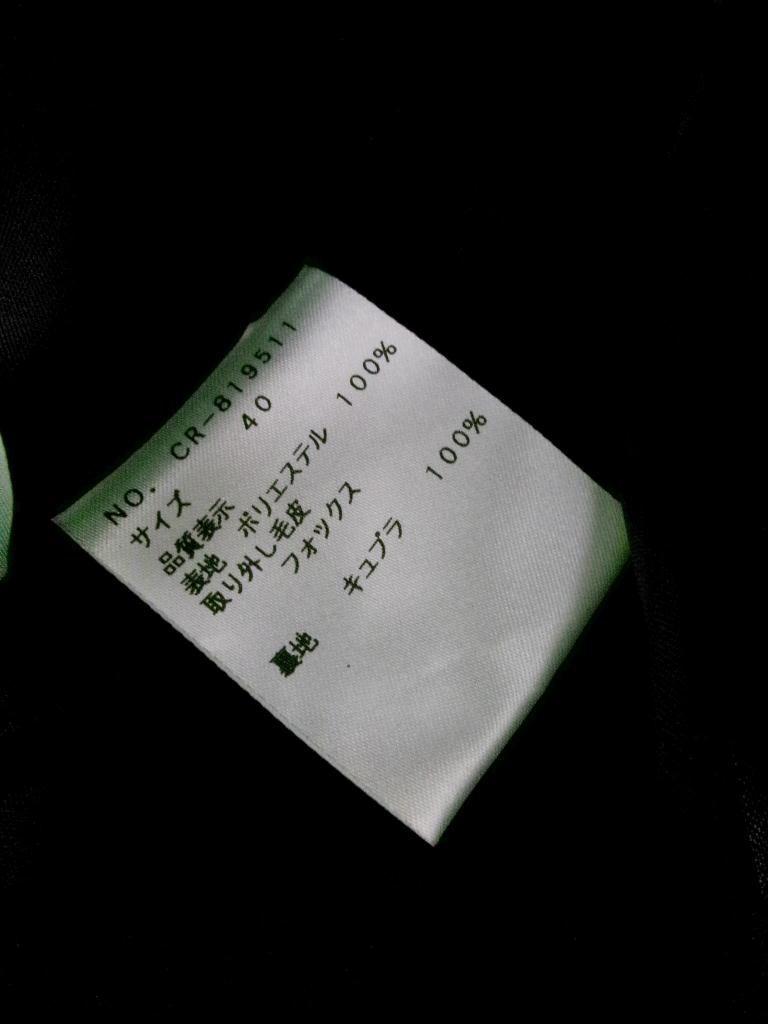 NO. CR-819511
サイズ 40
品質表示
表地 ポリエステル 100%
取り外し毛皮
フォックス
裏地 キュプラ 100%